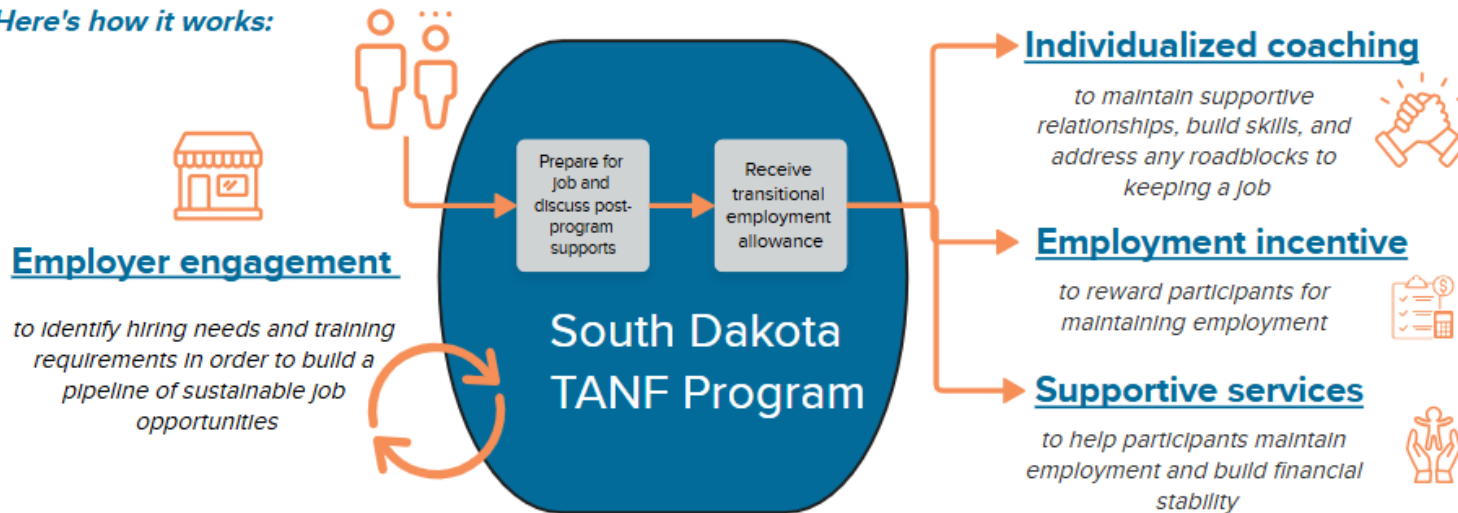 Here's how it works:
Employer engagement
to identify hiring needs and training
requirements in order to build a
pipeline of sustainable job
opportunities
Prepare for
job and
discuss post-
program
supports
Receive
transitional
employment
allowance
South Dakota
TANF Program
Individualized coaching
to maintain supportive
relationships, build skills, and
address any roadblocks to
keeping a job
Employment incentive
to reward participants for
maintaining employment
Supportive services
to help participants maintain
employment and build financial
stability